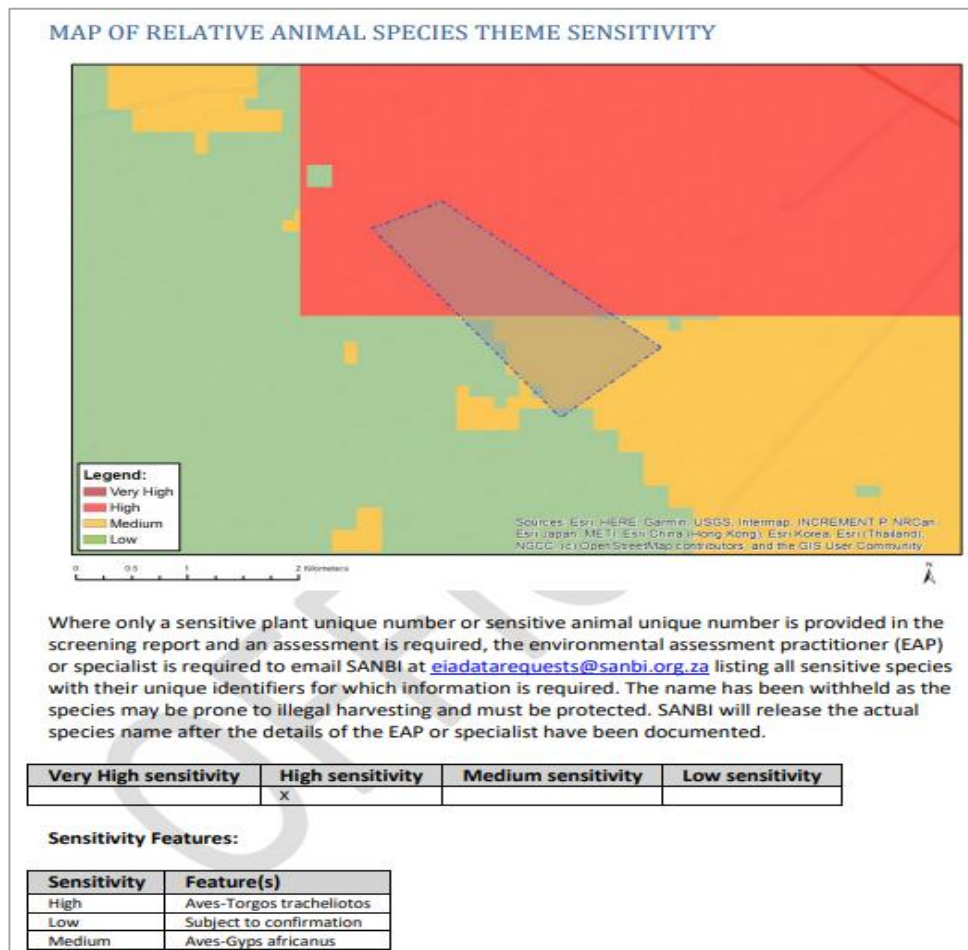 MAP OF RELATIVE ANIMAL SPECIES THEME SENSITIVITY
Legend:
Very High
High
Medium
Low
Sources: Esri, HERE, Garmin, USGS, Intermap, INCREMENT P, NRCan,
Esri Japan, METI, Esri China (Hong Kong), Esri Korea, Esri (Thailand),
NGCC, (c) OpenStreetMap contributors, and the GIS User Community
0 0.5 1 2 Kilometers
N
Where only a sensitive plant unique number or sensitive animal unique number is provided in the
screening report and an assessment is required, the environmental assessment practitioner (EAP)
or specialist is required to email SANBI at eiadatarequests@sanbi.org.za listing all sensitive species
with their unique identifiers for which information is required. The name has been withheld as the
species may be prone to illegal harvesting and must be protected. SANBI will release the actual
species name after the details of the EAP or specialist have been documented.
Very High sensitivity High sensitivity Medium sensitivity Low sensitivity
X
Sensitivity Features:
Sensitivity Feature(s)
High Aves-Torgos tracheliotos
Low Subject to confirmation
Medium Aves-Gyps africanus